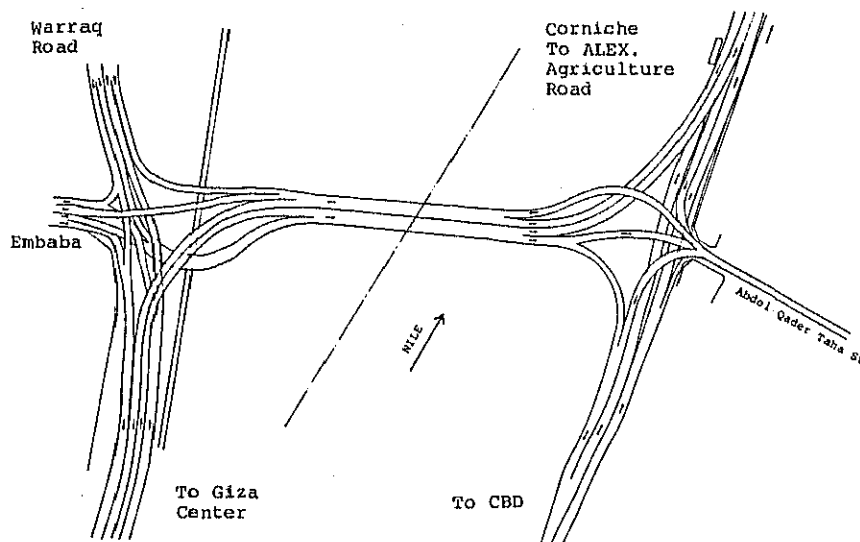 Warraq
Road
Corniche
To ALEX.
Agriculture
Road
Embaba
NILE
Abdol Qader Taha St
To Giza
Center
To CBD